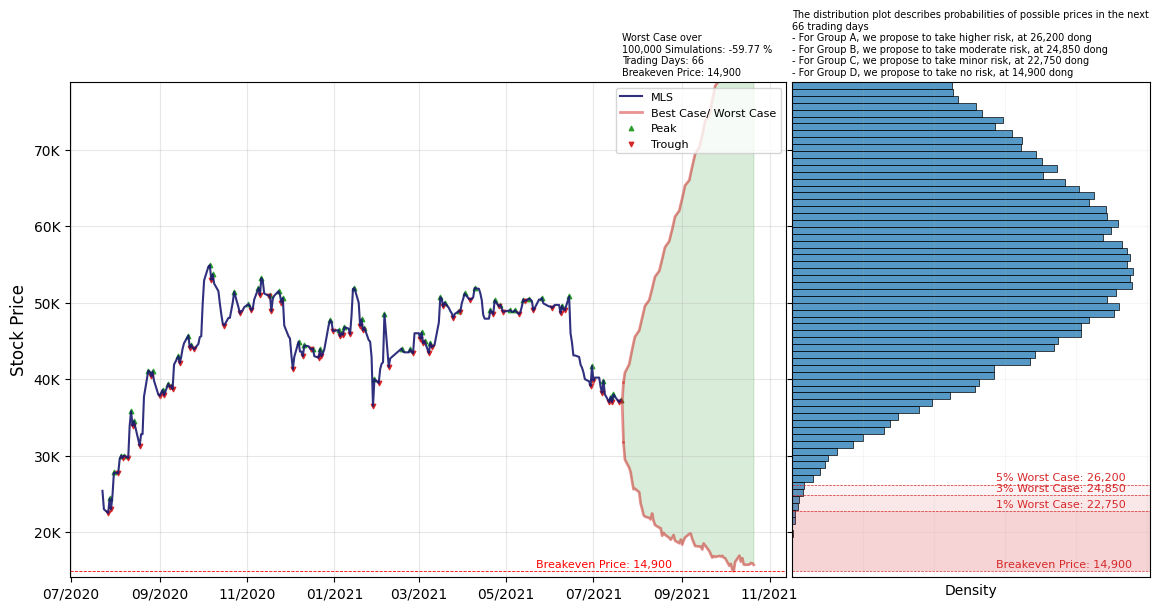 The distribution plot describes probabilities of possible prices in the next
66 trading days
- For Group A, we propose to take higher risk, at 26,200 dong
- For Group B, we propose to take moderate risk, at 24,850 dong
- For Group C, we propose to take minor risk, at 22,750 dong
- For Group D, we propose to take no risk, at 14,900 dong
Worst Case over
100,000 Simulations: -59.77 %
Trading Days: 66
Breakeven Price: 14,900
MLS
Best Case/ Worst Case
Peak
Trough
Stock Price
70K
60K
50K
40K
30K
20K
Breakeven Price: 14,900
07/2020
09/2020
11/2020
01/2021
03/2021
05/2021
07/2021
09/2021
11/2021
5% Worst Case: 26,200
3% Worst Case: 24,850
1% Worst Case: 22,750
Breakeven Price: 14,900
Density